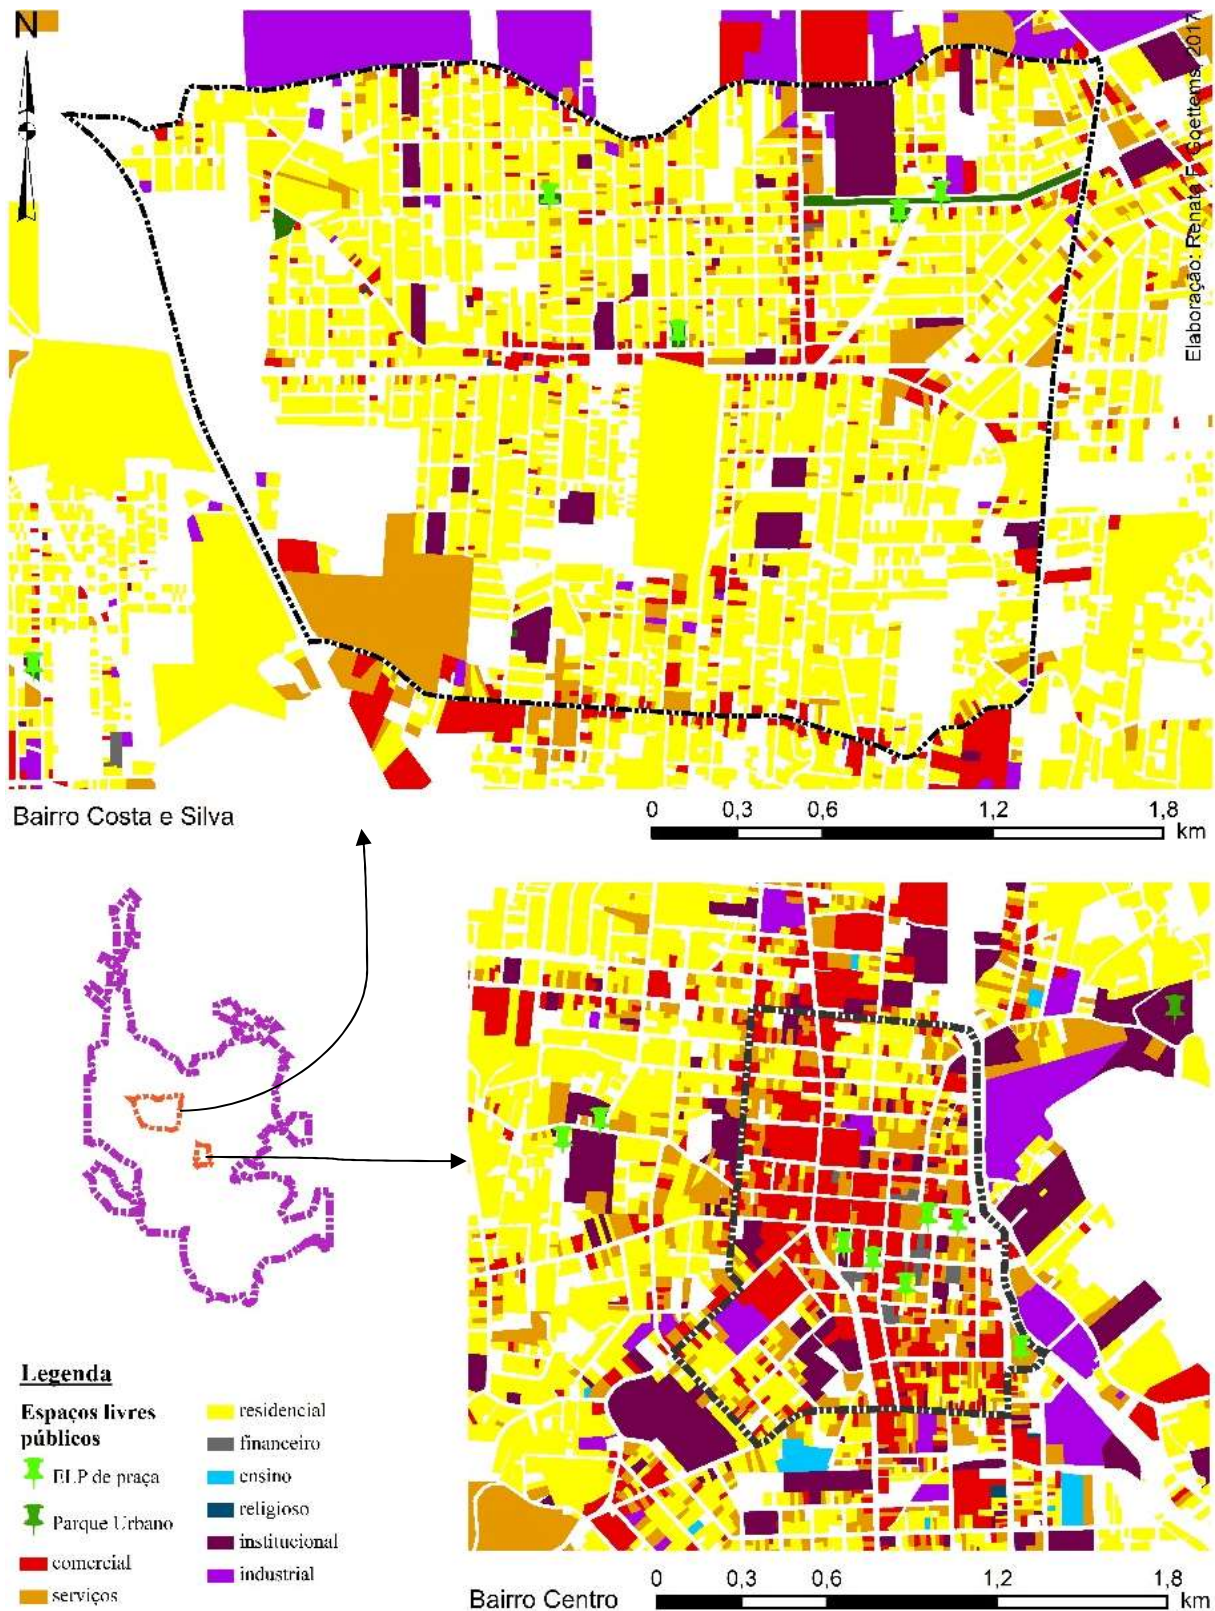 N
Elaboração: Renata F. Goettems, 2017
Bairro Costa e Silva
0 0,3 0,6 1,2 1,8
km
Legenda
Espaços livres
públicos
ELP de praça
Parque Urbano
comercial
serviços
residencial
financeiro
ensino
religioso
institucional
industrial
Bairro Centro
0 0,3 0,6 1,2 1,8
km